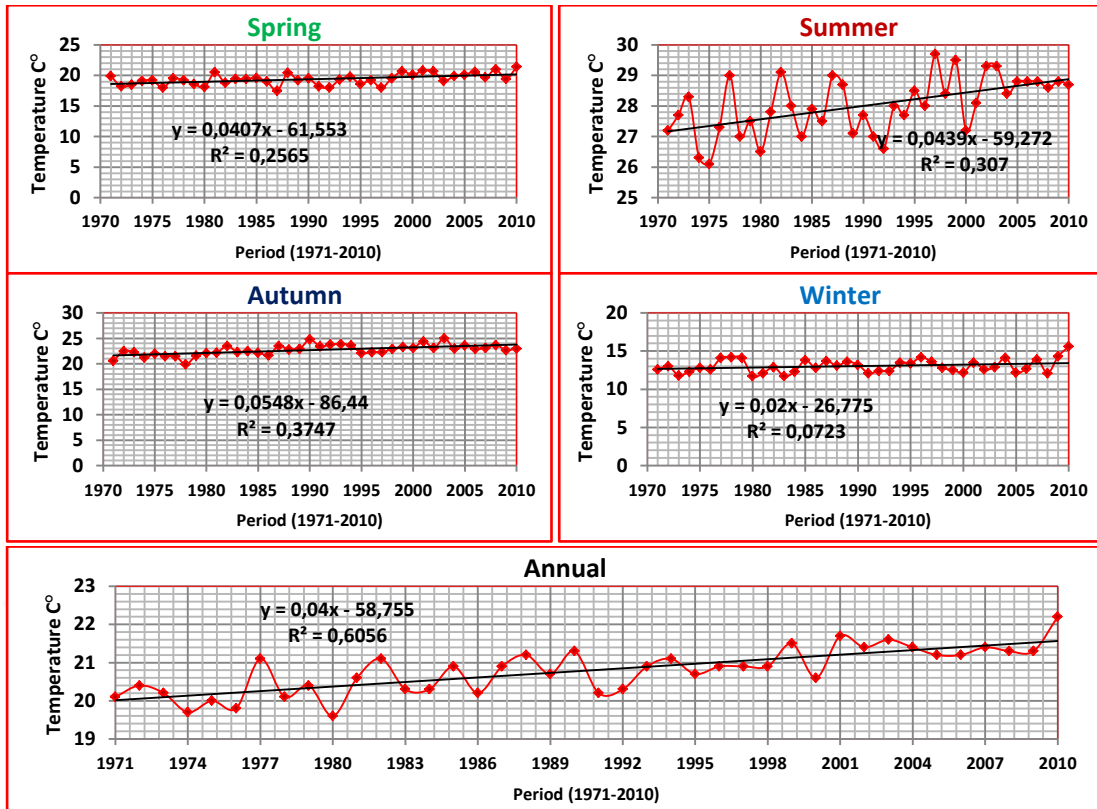 Spring
25
20
15
10
5
0
Temperature C°
y = 0,0407x - 61,553
R² = 0,2565
1970 1975 1980 1985 1990 1995 2000 2005 2010
Period (1971-2010)
Summer
30
29
28
27
26
25
Temperature C°
y = 0,0439x - 59,272
R² = 0,307
1970 1975 1980 1985 1990 1995 2000 2005 2010
Period (1971-2010)
Autumn
30
25
20
15
10
5
0
Temperature C°
y = 0,0548x - 86,44
R² = 0,3747
1970 1975 1980 1985 1990 1995 2000 2005 2010
Period (1971-2010)
Winter
20
15
10
5
0
Temperature C°
y = 0,02x - 26,775
R² = 0,0723
1970 1975 1980 1985 1990 1995 2000 2005 2010
Period (1971-2010)
Annual
23
22
21
20
19
Temperature C°
y = 0,04x - 58,755
R² = 0,6056
1971 1974 1977 1980 1983 1986 1989 1992 1995 1998 2001 2004 2007 2010
Period (1971-2010)